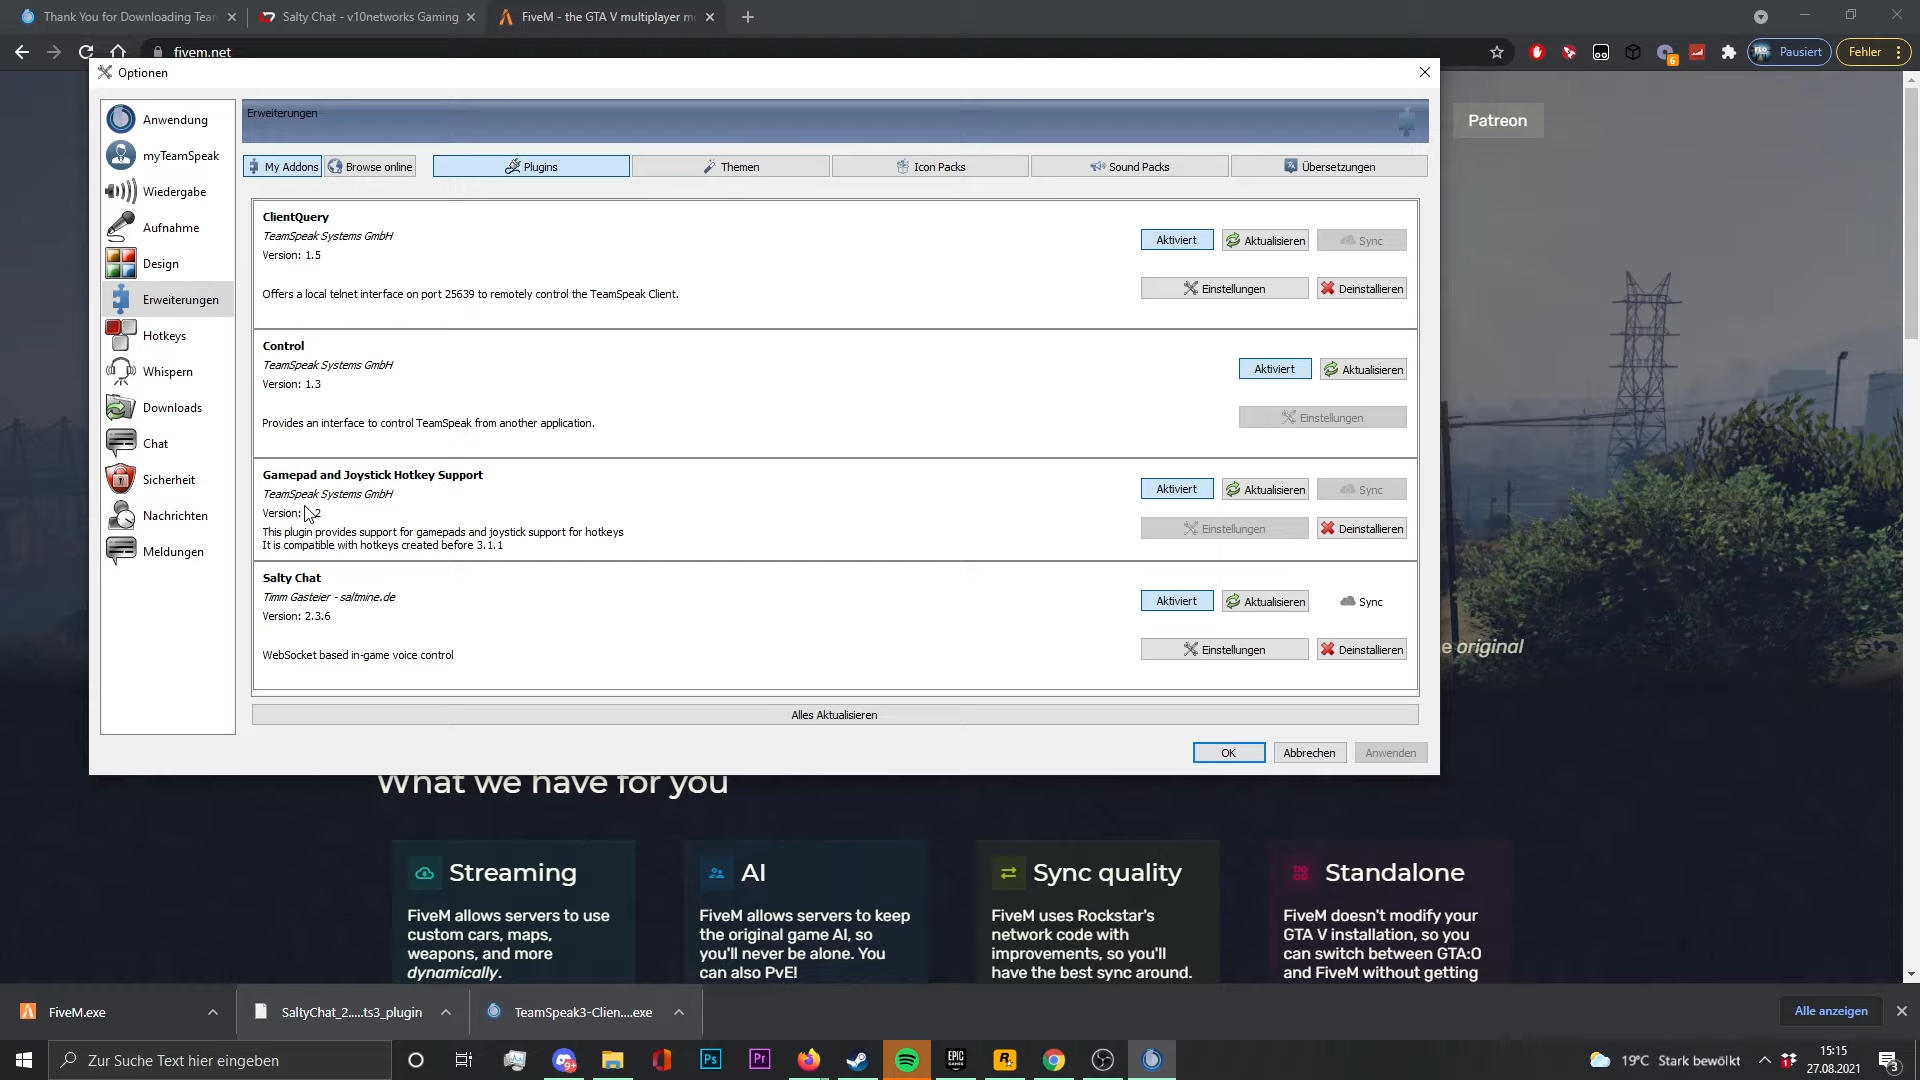 Thank You for Downloading Tea
Salty Chat - v10networks Gaming
FiveM - the GTA V multiplayer m
fivem.net
6
Pausiert
Fehler
Optionen
Patreon
Anwendung
myTeamSpeak
Wiedergabe
Aufnahme
Design
Erweiterungen
Hotkeys
Whispern
Downloads
Chat
Sicherheit
Nachrichten
Meldungen
Erweiterungen
My Addons
Browse online
Plugins
Themen
Icon Packs
Sound Packs
Übersetzungen
ClientQuery
TeamSpeak Systems GmbH
Version: 1.5
Offers a local telnet interface on port 25639 to remotely control the TeamSpeak Client.
Aktiviert
Aktualisieren
Sync
Einstellungen
Deinstallieren
Control
TeamSpeak Systems GmbH
Version: 1.3
Provides an interface to control TeamSpeak from another application.
Aktiviert
Aktualisieren
Einstellungen
Gamepad and Joystick Hotkey Support
TeamSpeak Systems GmbH
Version: 2
This plugin provides support for gamepads and joystick support for hotkeys
It is compatible with hotkeys created before 3.1.1
Aktiviert
Aktualisieren
Sync
Einstellungen
Deinstallieren
Salty Chat
Timm Gasteier - saltmine.de
Version: 2.3.6
WebSocket based in-game voice control
Aktiviert
Aktualisieren
Sync
Einstellungen
Deinstallieren
Alles Aktualisieren
OK
Abbrechen
Anwenden
e original
What we have for you
Streaming
FiveM allows servers to use
custom cars, maps,
weapons, and more
dynamically.
AI
FiveM allows servers to keep
the original game AI, so
you'll never be alone. You
can also PvE!
Sync quality
FiveM uses Rockstar's
network code with
improvements, so you'll
have the best sync around.
Standalone
FiveM doesn't modify your
GTA V installation, so you
can switch between GTA:O
and FiveM without getting
FiveM.exe
SaltyChat_2.....ts3_plugin
TeamSpeak3-Clien....exe
Alle anzeigen
Zur Suche Text hier eingeben
9+
Ps
Pr
EPIC
GAMES
R
19°C Stark bewölkt
1
15:15
27.08.2021
3